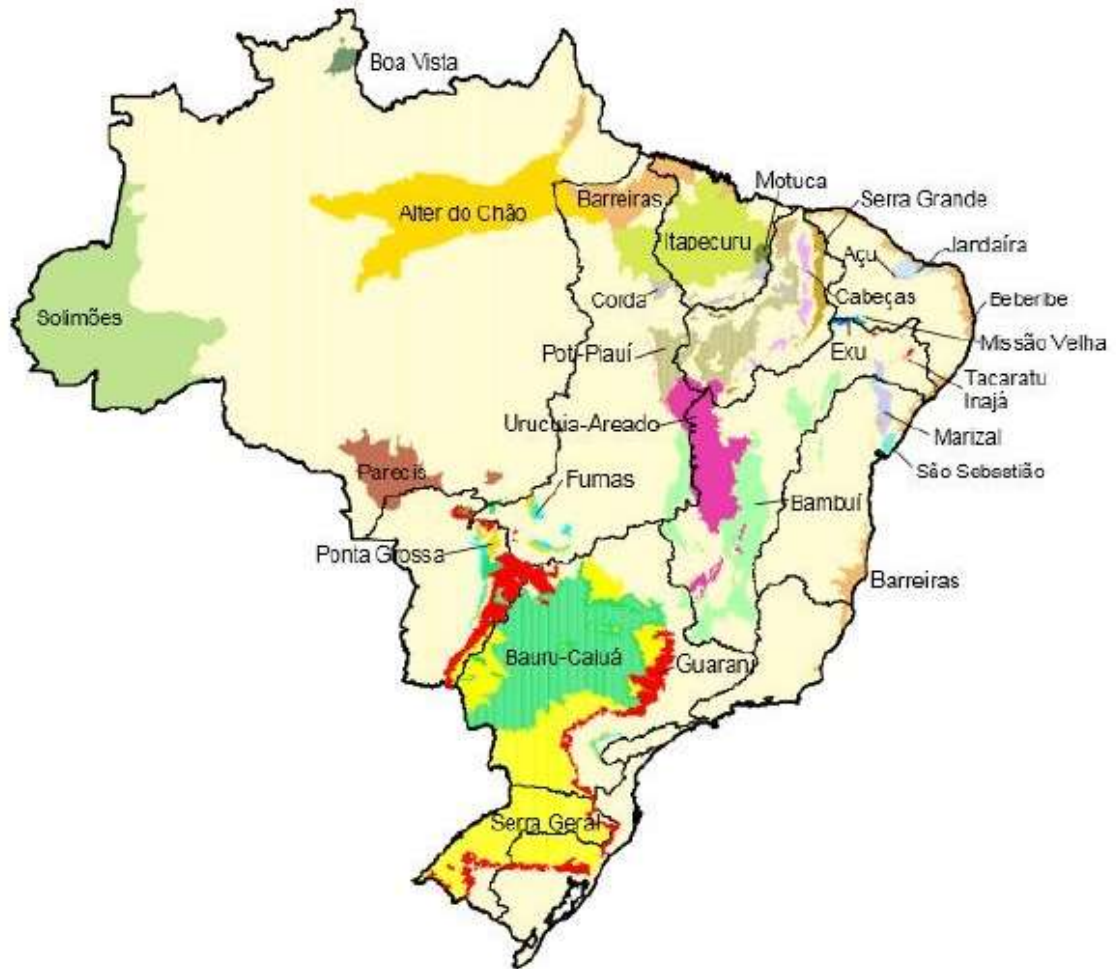 Boa Vista
Motuca
Serra Grande
Alter do Chão
Barreiras
Itapecuru
Açu
Jandaíra
Corda
Cabeças
Beberibe
Solimões
Missão Velha
Poti-Piauí
Exu
Tacaratu
Inajá
Urucuia-Areado
Marizal
Parecis
Furnas
São Sebastião
Bambuí
Ponta Grossa
Barreiras
Bauru-Caiuá
Guarani
Serra Geral